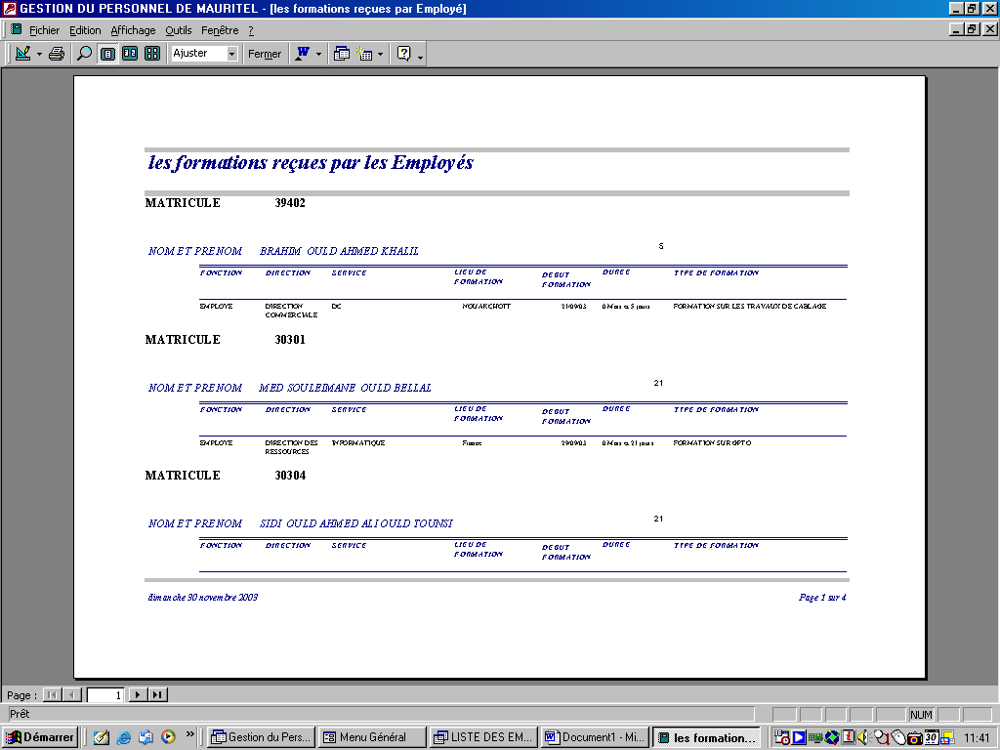 GESTION DU PERSONNEL DE MAURITEL - [les formations reçues par Employé]
Fichier Edition Affichage Outils Fenêtre ?
Ajuster Fermer
les formations reçues par les Employés
MATRICULE 39402
NOM ET PRENOM BRAHIM OULD AHMED KHALIL 5
FONCTION DIRECTION SERVICE LIEU DE FORMATION DEBUT FORMATION DUREE TYPE DE FORMATION
EMPLOYE DIRECTION COMMERCIALE DC NOUAKCHOTT 21/09/03 0 Mois et 5 jours FORMATION SUR LES TRAVAUX DE CABLAGE
MATRICULE 30301
NOM ET PRENOM MED SOULEIMANE OULD BELLAL 21
FONCTION DIRECTION SERVICE LIEU DE FORMATION DEBUT FORMATION DUREE TYPE DE FORMATION
EMPLOYE DIRECTION DES RESSOURCES INFORMATIQUE France 29/09/03 0 Mois et 21 jours FORMATION SUR OPTO
MATRICULE 30304
NOM ET PRENOM SIDI OULD AHMED ALI OULD TOUNSI 21
FONCTION DIRECTION SERVICE LIEU DE FORMATION DEBUT FORMATION DUREE TYPE DE FORMATION
dimanche 30 novembre 2003 Page 1 sur 4
Page : 1
Prêt NUM
Démarrer » Gestion du Pers... Menu Général LISTE DES EM... Document1 - Mi... les formation... 30 11:41